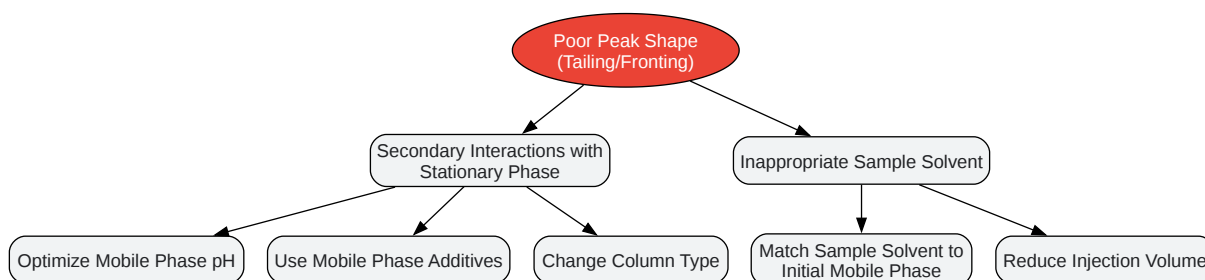 Poor Peak Shape
(Tailing/Fronting)
Secondary Interactions with
Stationary Phase
Inappropriate Sample Solvent
Optimize Mobile Phase pH
Use Mobile Phase Additives
Change Column Type
Match Sample Solvent to
Initial Mobile Phase
Reduce Injection Volume